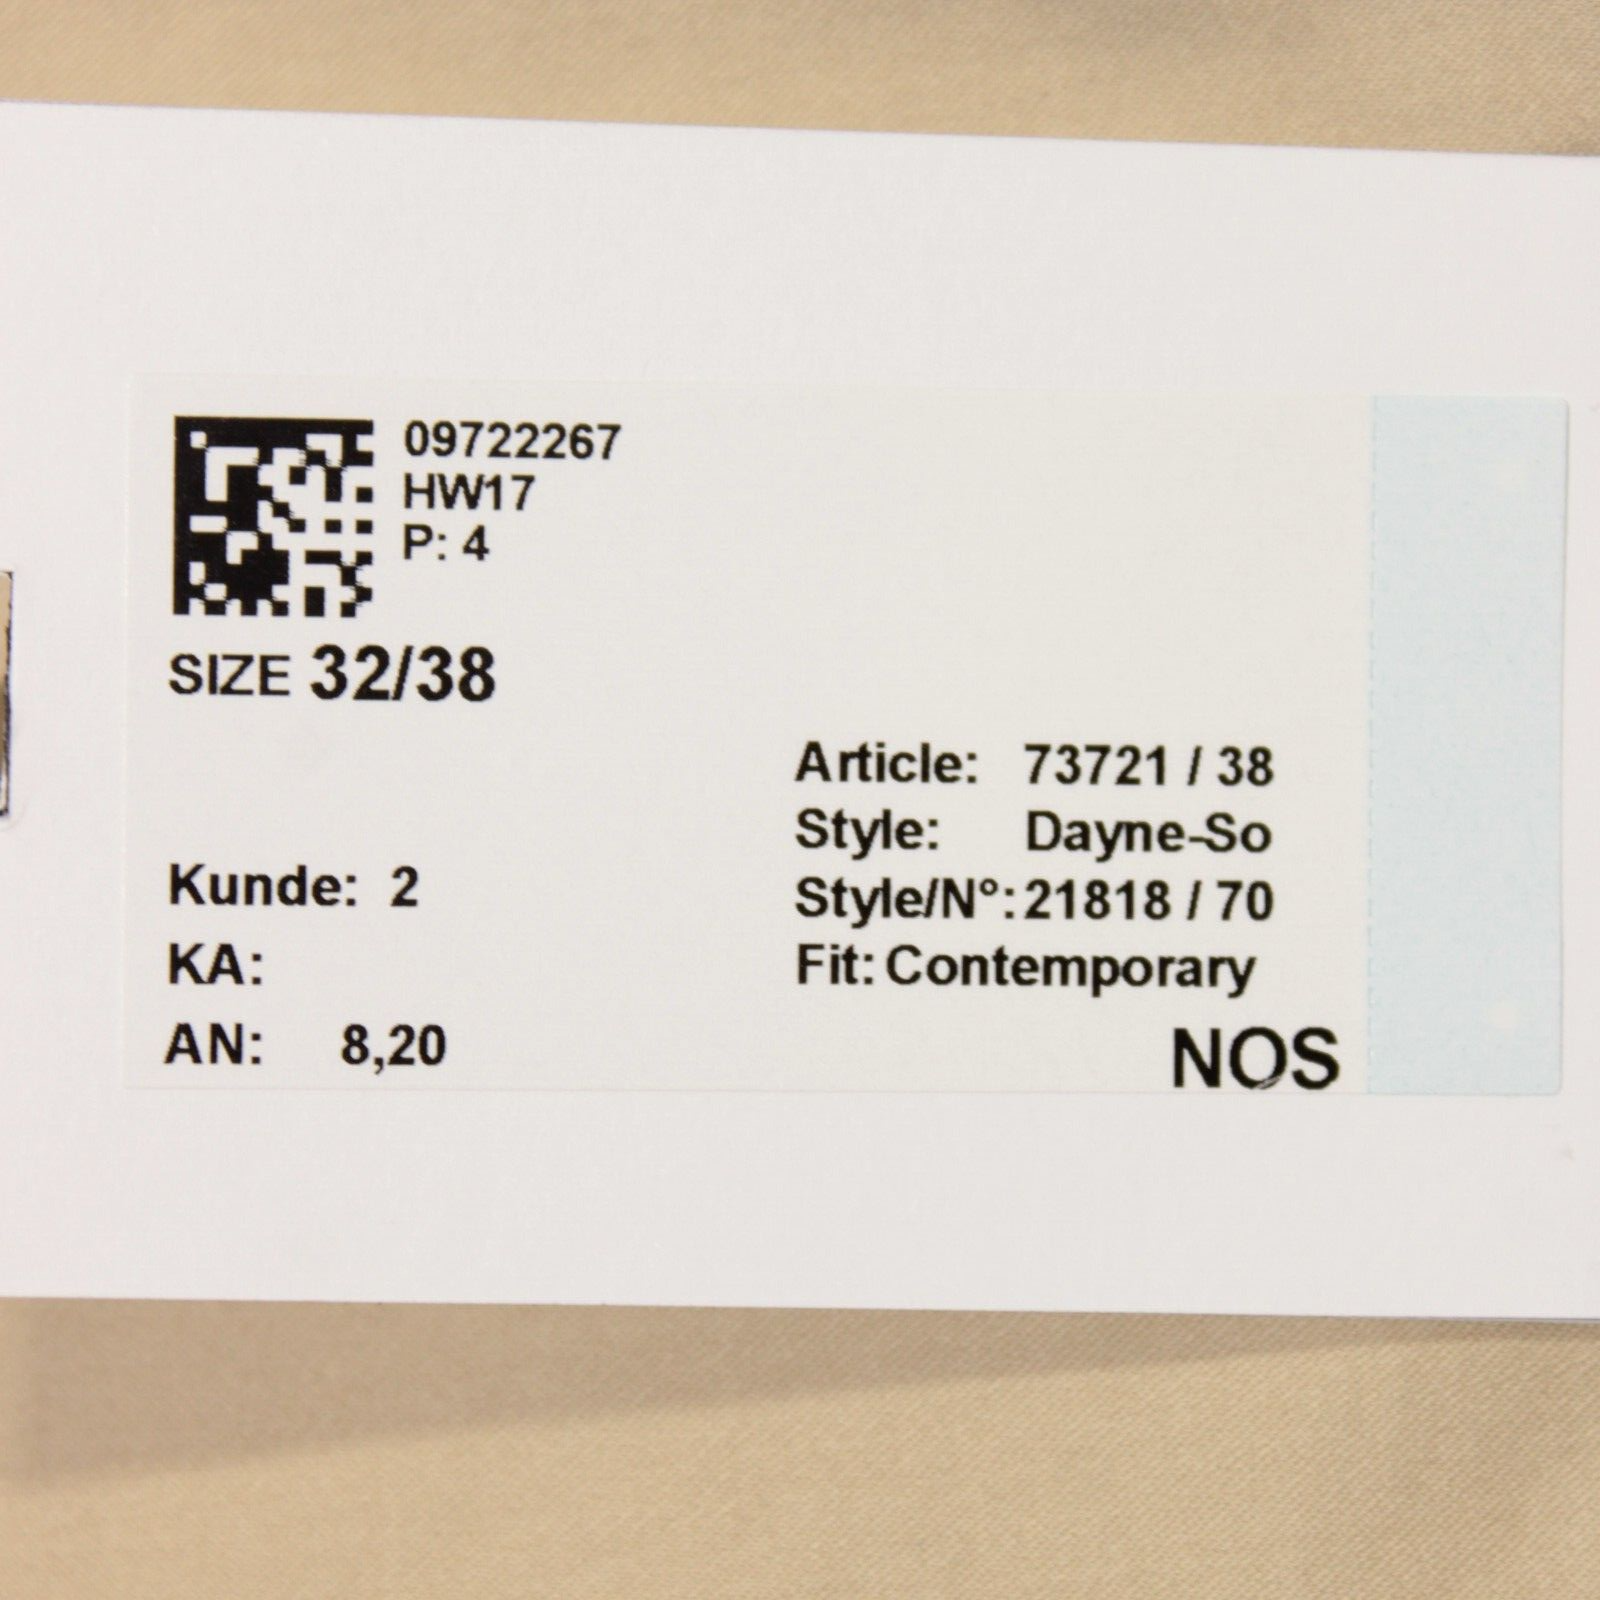 09722267
HW17
P: 4
SIZE 32/38
Kunde: 2
KA:
AN: 8,20
Article: 73721 / 38
Style: Dayne-So
Style/N°: 21818 / 70
Fit: Contemporary
NOS